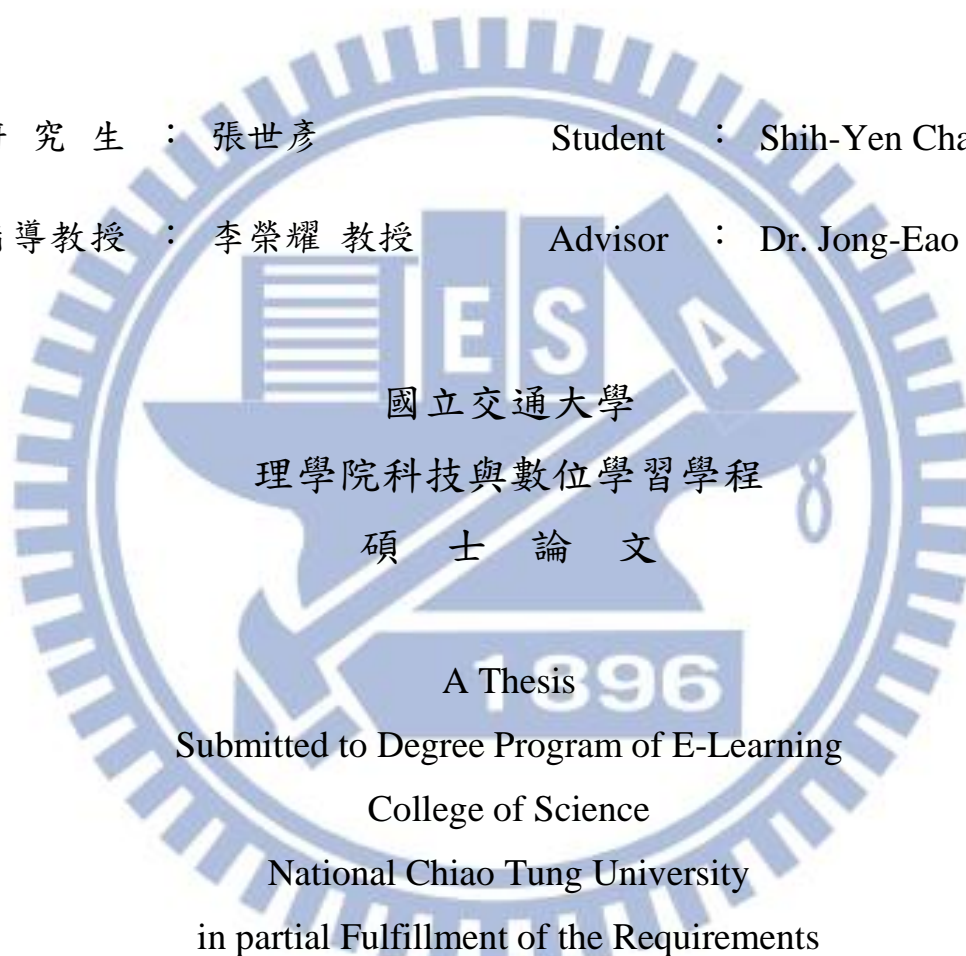 研 究 生 : 張世彥 Student : Shih-Yen
導教授 : 李榮耀 教授 Advisor : Dr. Jong-Eao
E S A
國立交通大學
理學院科技與數位學習學程
碩 士 論 文
1896
A Thesis
Submitted to Degree Program of E-Learning
College of Science
National Chiao Tung University
in partial Fulfillment of the Requirements